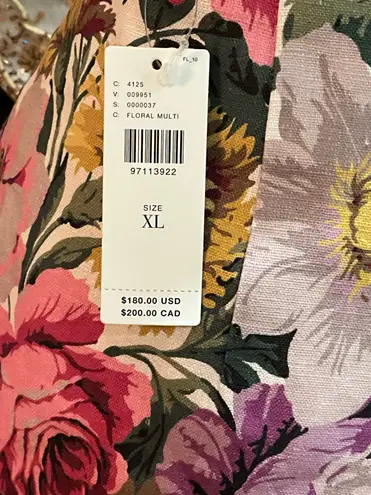 FL_10
C: 4125
V: 009951
S: 0000037
C: FLORAL MULTI
97113922
SIZE
XL
$180.00 USD
$200.00 CAD